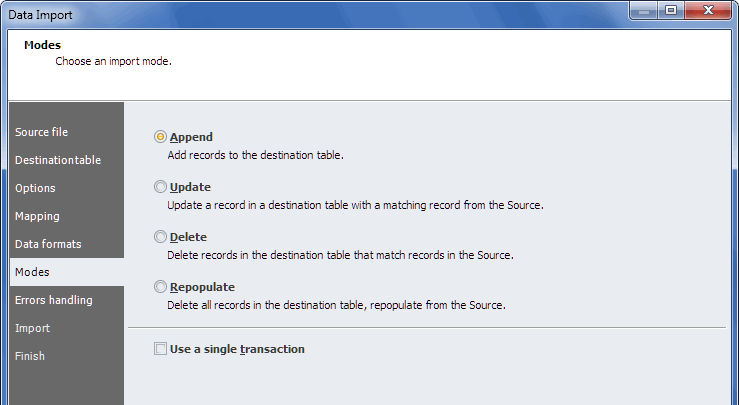 Data Import
Modes
Choose an import mode.
Source file
Destinationtable
Options
Mapping
Data formats
Modes
Errors handling
Import
Finish
Append
Add records to the destination table.
Update
Update a record in a destination table with a matching record from the Source.
Delete
Delete records in the destination table that match records in the Source.
Repopulate
Delete all records in the destination table, repopulate from the Source.
Use a single transaction